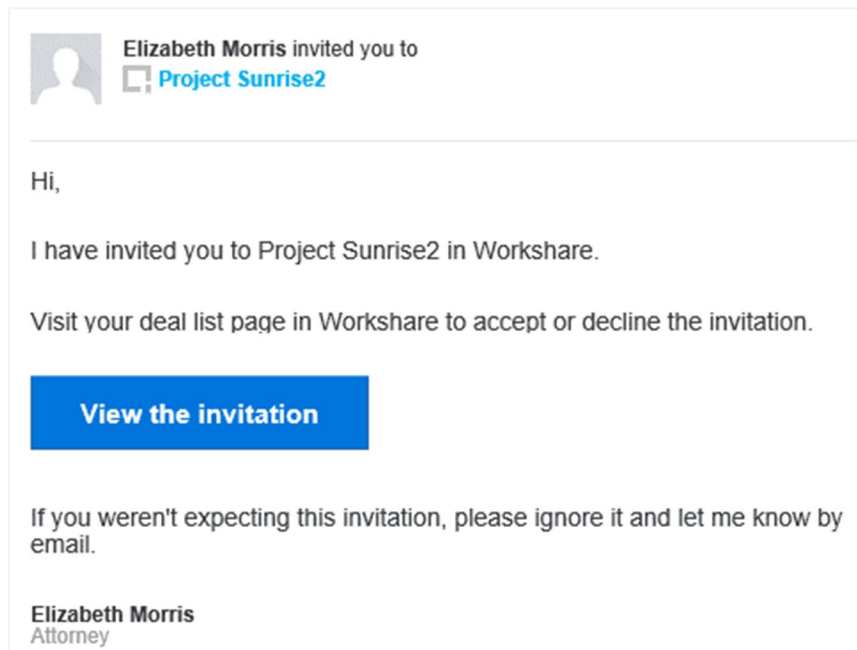 Elizabeth Morris invited you to
Project Sunrise2
Hi,
I have invited you to Project Sunrise2 in Workshare.
Visit your deal list page in Workshare to accept or decline the invitation.
View the invitation
If you weren't expecting this invitation, please ignore it and let me know by
email.
Elizabeth Morris
Attorney